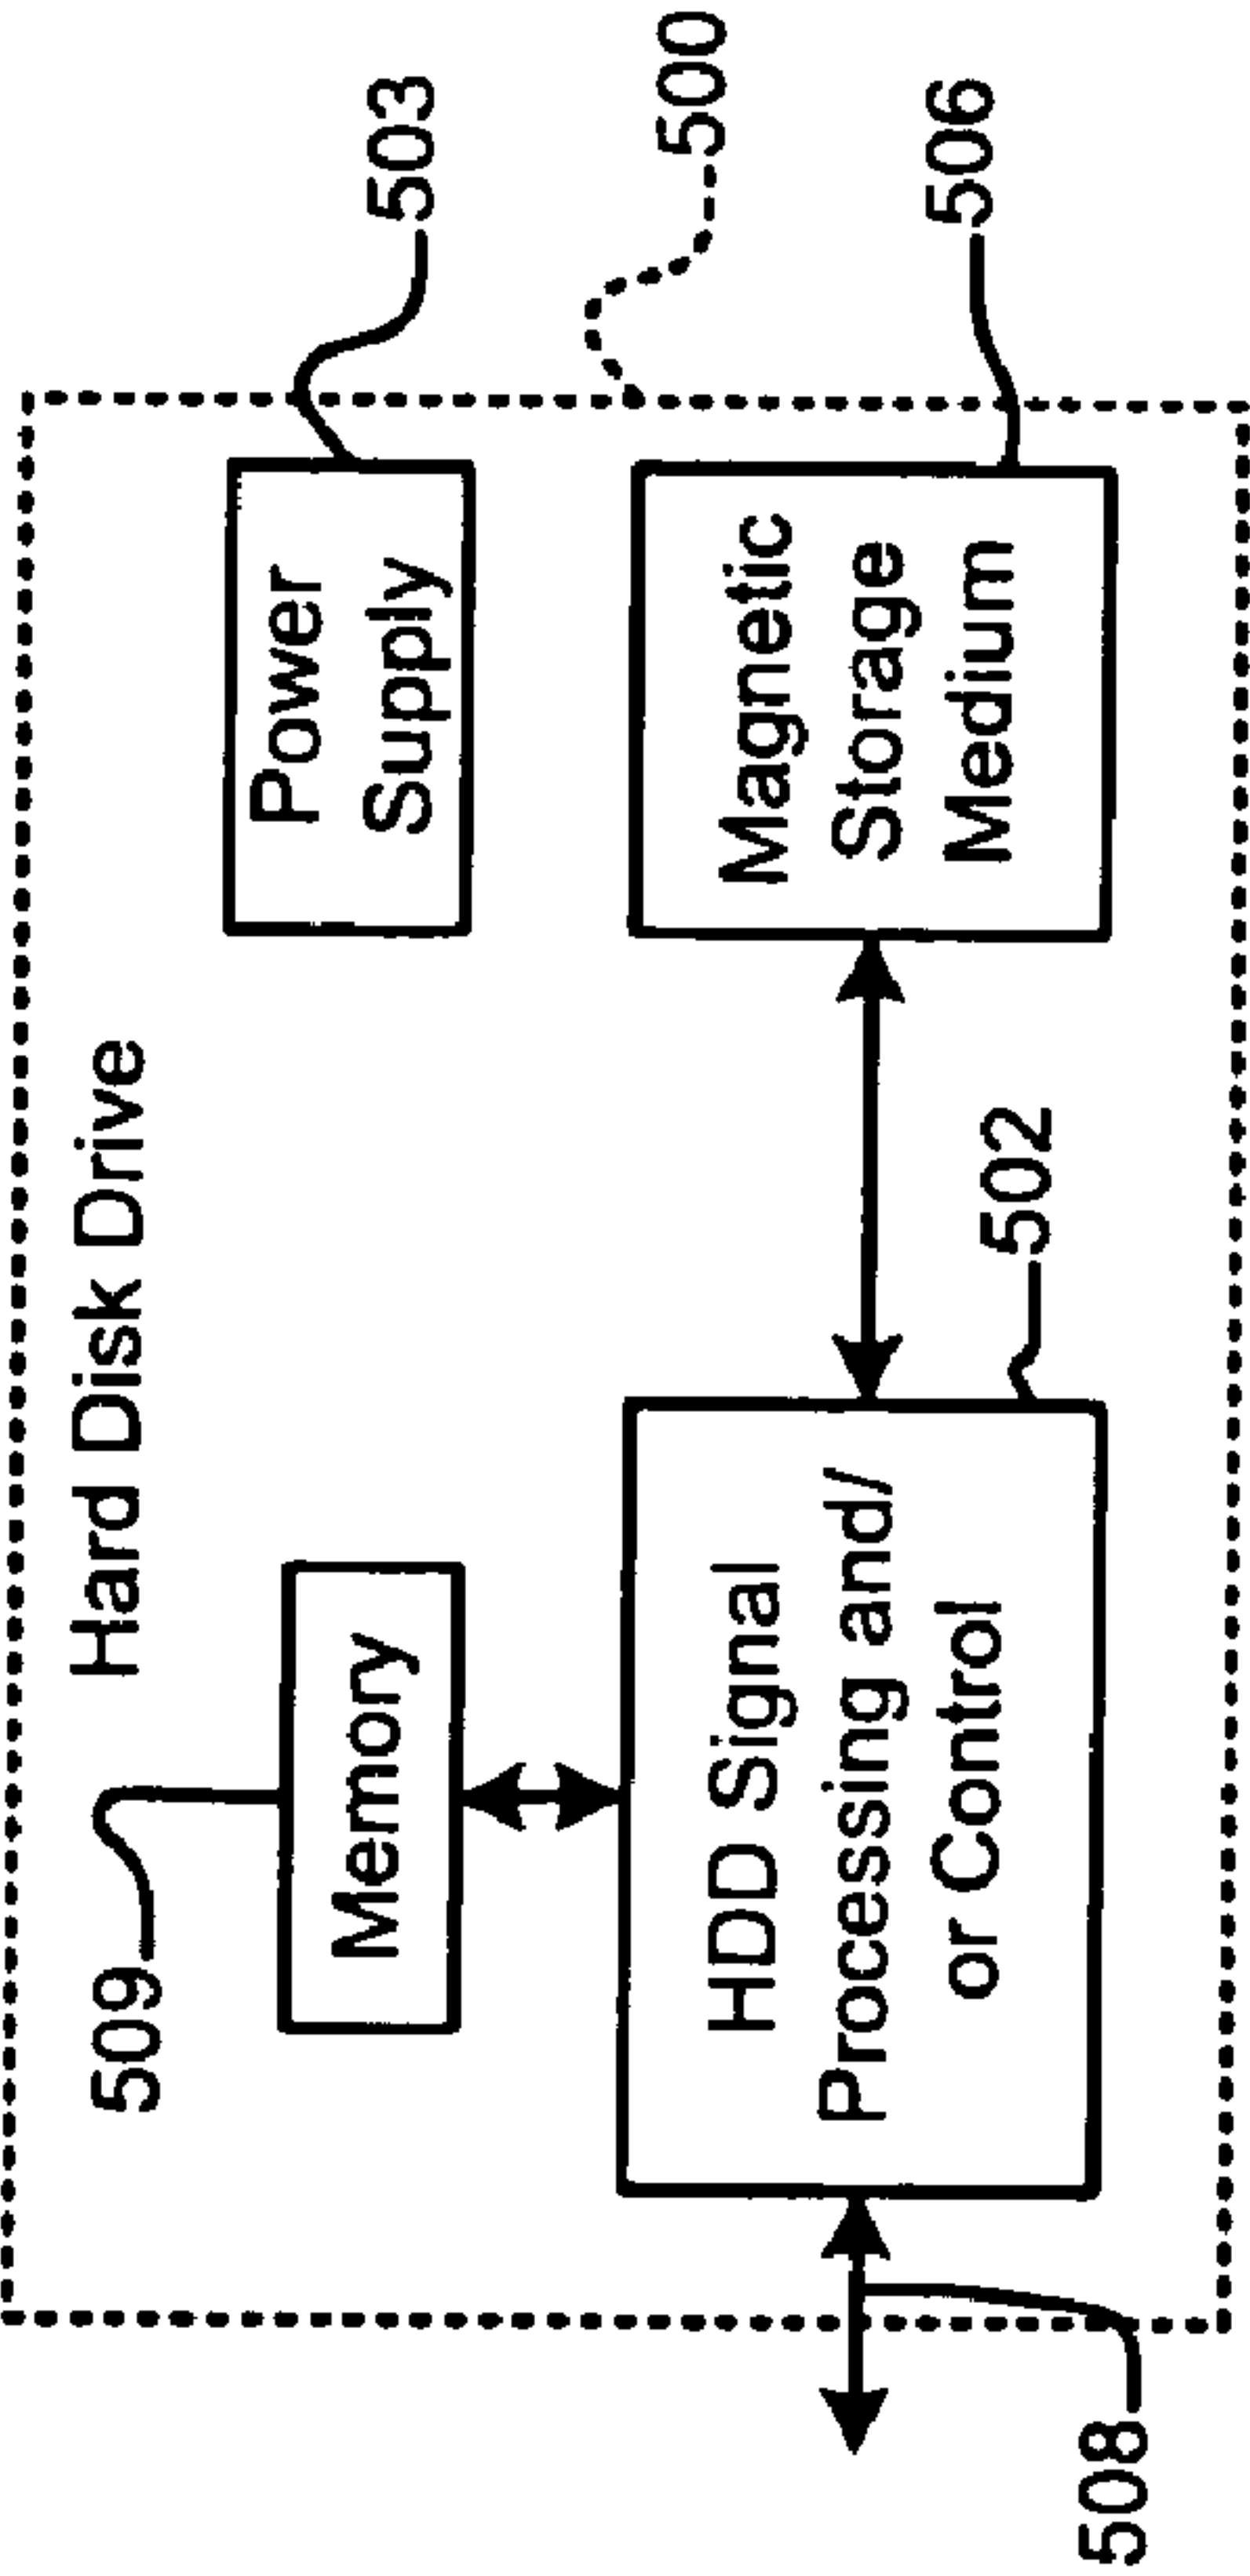 Hard Disk Drive
509
Memory
Power
Supply
503
500
HDD Signal
Processing and/
or Control
Magnetic
Storage
Medium
506
502
508